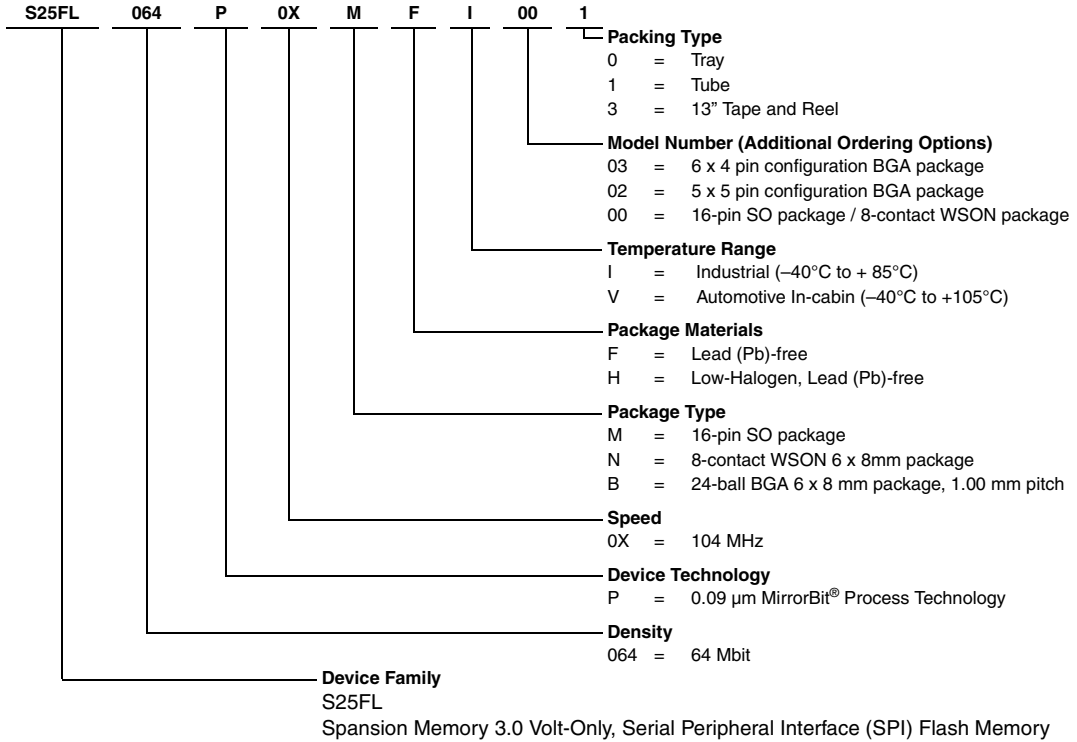 S25FL 064 P 0X M F I 00 1
Packing Type
0 = Tray
1 = Tube
3 = 13” Tape and Reel
Model Number (Additional Ordering Options)
03 = 6 x 4 pin configuration BGA package
02 = 5 x 5 pin configuration BGA package
00 = 16-pin SO package / 8-contact WSON package
Temperature Range
I = Industrial (–40°C to + 85°C)
V = Automotive In-cabin (–40°C to +105°C)
Package Materials
F = Lead (Pb)-free
H = Low-Halogen, Lead (Pb)-free
Package Type
M = 16-pin SO package
N = 8-contact WSON 6 x 8mm package
B = 24-ball BGA 6 x 8 mm package, 1.00 mm pitch
Speed
0X = 104 MHz
Device Technology
P = 0.09 µm MirrorBit® Process Technology
Density
064 = 64 Mbit
Device Family
S25FL
Spansion Memory 3.0 Volt-Only, Serial Peripheral Interface (SPI) Flash Memory